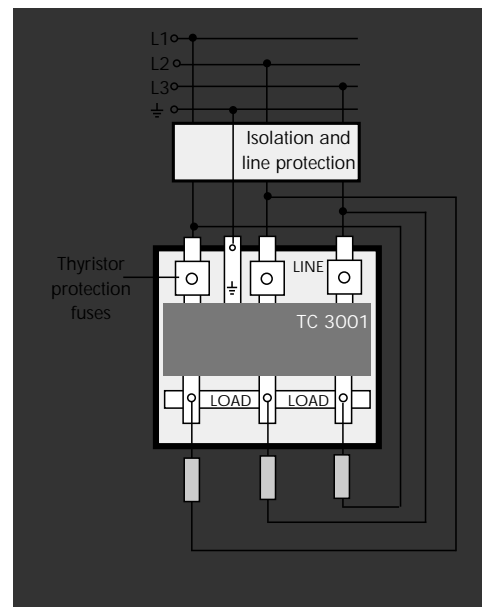 L1
L2
L3
Isolation and
line protection
Thyristor
protection
fuses
LINE
TC 3001
LOAD
LOAD